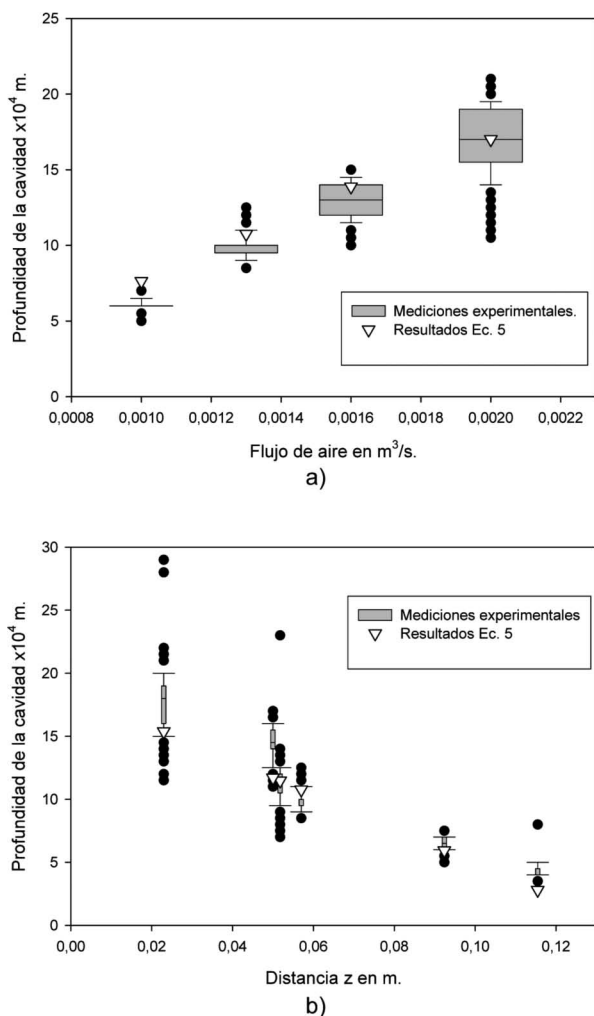 Profundidad de la cavidad x10⁴ m.
25
20
15
10
5
0
Mediciones experimentales.
Resultados Ec. 5
0,0008 0,0010 0,0012 0,0014 0,0016 0,0018 0,0020 0,0022
Flujo de aire en m³/s.
a)
Profundidad de la cavidad x10⁴ m.
30
25
20
15
10
5
0
Mediciones experimentales
Resultados Ec. 5
0,00 0,02 0,04 0,06 0,08 0,10 0,12
Distancia z en m.
b)